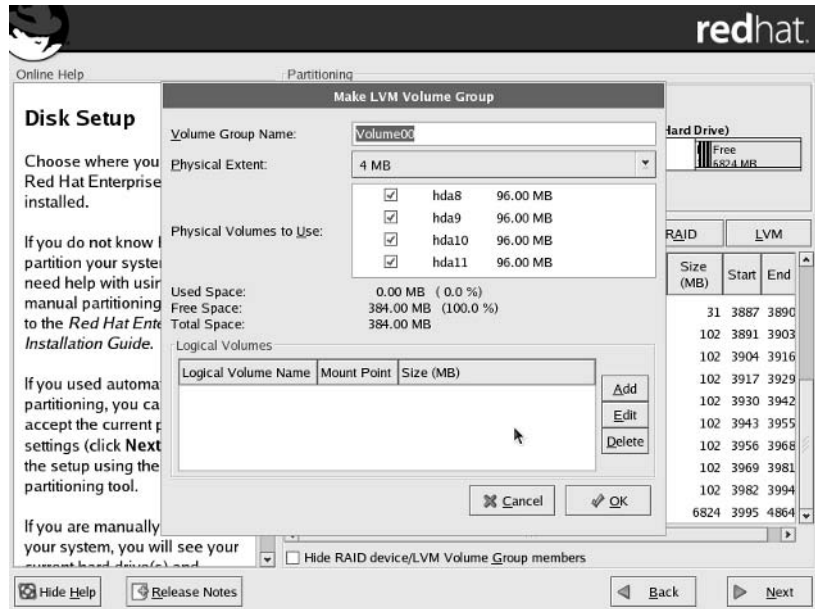 redhat.
Online Help
Partitioning
Disk Setup
Choose where you
Red Hat Enterprise
installed.
If you do not know
partition your system
need help with using
manual partitioning
to the Red Hat Ente
Installation Guide.
If you used automa
partitioning, you ca
accept the current p
settings (click Next
the setup using the
partitioning tool.
If you are manually
your system, you will see your
current hard drive(s) and
Make LVM Volume Group
Volume Group Name:
Volume00
Physical Extent:
4 MB
Physical Volumes to Use:
hda8 96.00 MB
hda9 96.00 MB
hda10 96.00 MB
hda11 96.00 MB
Used Space: 0.00 MB ( 0.0 %)
Free Space: 384.00 MB (100.0 %)
Total Space: 384.00 MB
Logical Volumes
Logical Volume Name Mount Point Size (MB)
Add
Edit
Delete
Cancel
OK
Hard Drive)
Free
6824 MB
RAID
LVM
Size (MB) Start End
31 3887 3890
102 3891 3903
102 3904 3916
102 3917 3929
102 3930 3942
102 3943 3955
102 3956 3968
102 3969 3981
102 3982 3994
6824 3995 4864
Hide RAID device/LVM Volume Group members
Hide Help
Release Notes
Back
Next